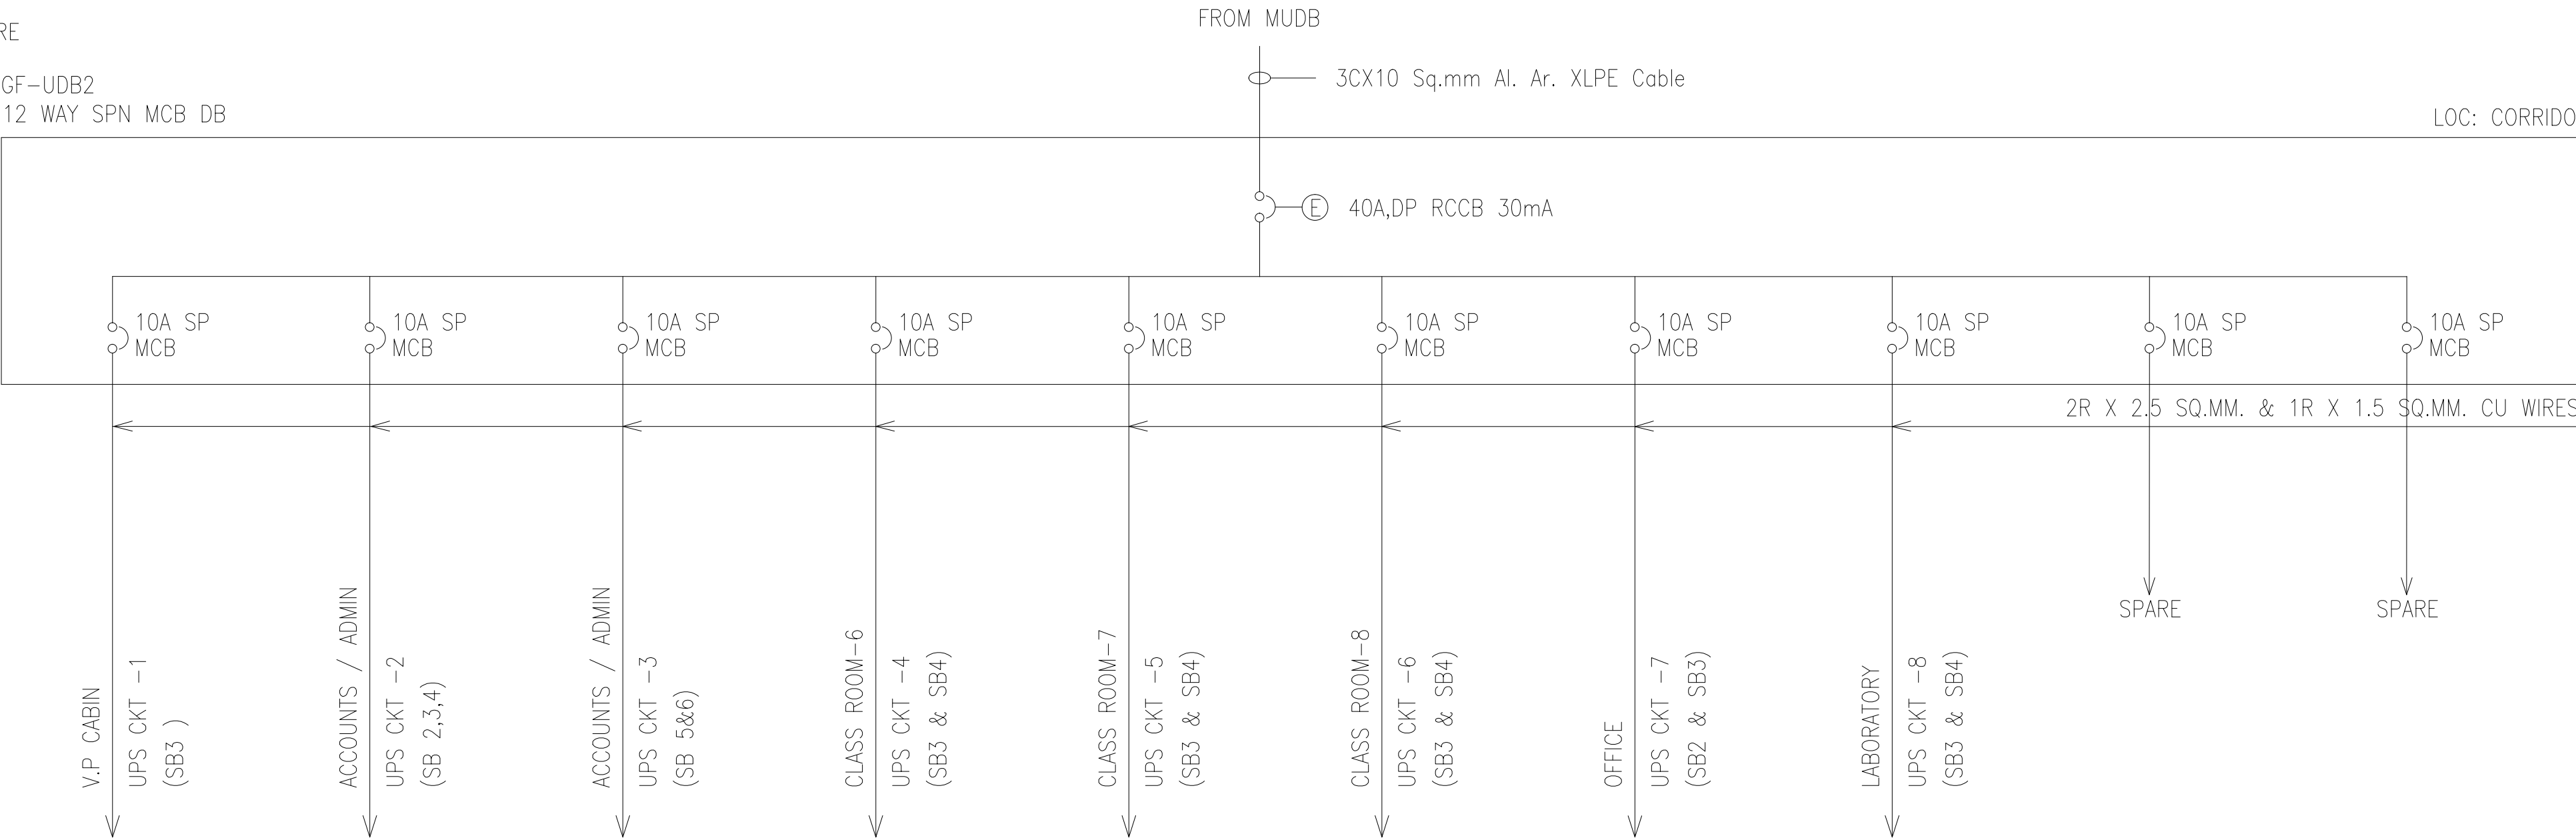 FROM MUDB
RE
GF-UDB2
3CX10 Sq.mm Al. Ar. XLPE Cable
12 WAY SPN MCB DB
LOC: CORRIDO
E
40A,DP RCCB 30mA
10A SP
MCB
10A SP
MCB
10A SP
MCB
10A SP
MCB
10A SP
MCB
10A SP
MCB
10A SP
MCB
10A SP
MCB
10A SP
MCB
10A SP
MCB
2R X 2.5 SQ.MM. & 1R X 1.5 SQ.MM. CU WIRES
V.P CABIN
UPS CKT -1
(SB3 )
ACCOUNTS / ADMIN
UPS CKT -2
(SB 2,3,4)
ACCOUNTS / ADMIN
UPS CKT -3
(SB 5&6)
CLASS ROOM-6
UPS CKT -4
(SB3 & SB4)
CLASS ROOM-7
UPS CKT -5
(SB3 & SB4)
CLASS ROOM-8
UPS CKT -6
(SB3 & SB4)
OFFICE
UPS CKT -7
(SB2 & SB3)
LABORATORY
UPS CKT -8
(SB3 & SB4)
SPARE
SPARE